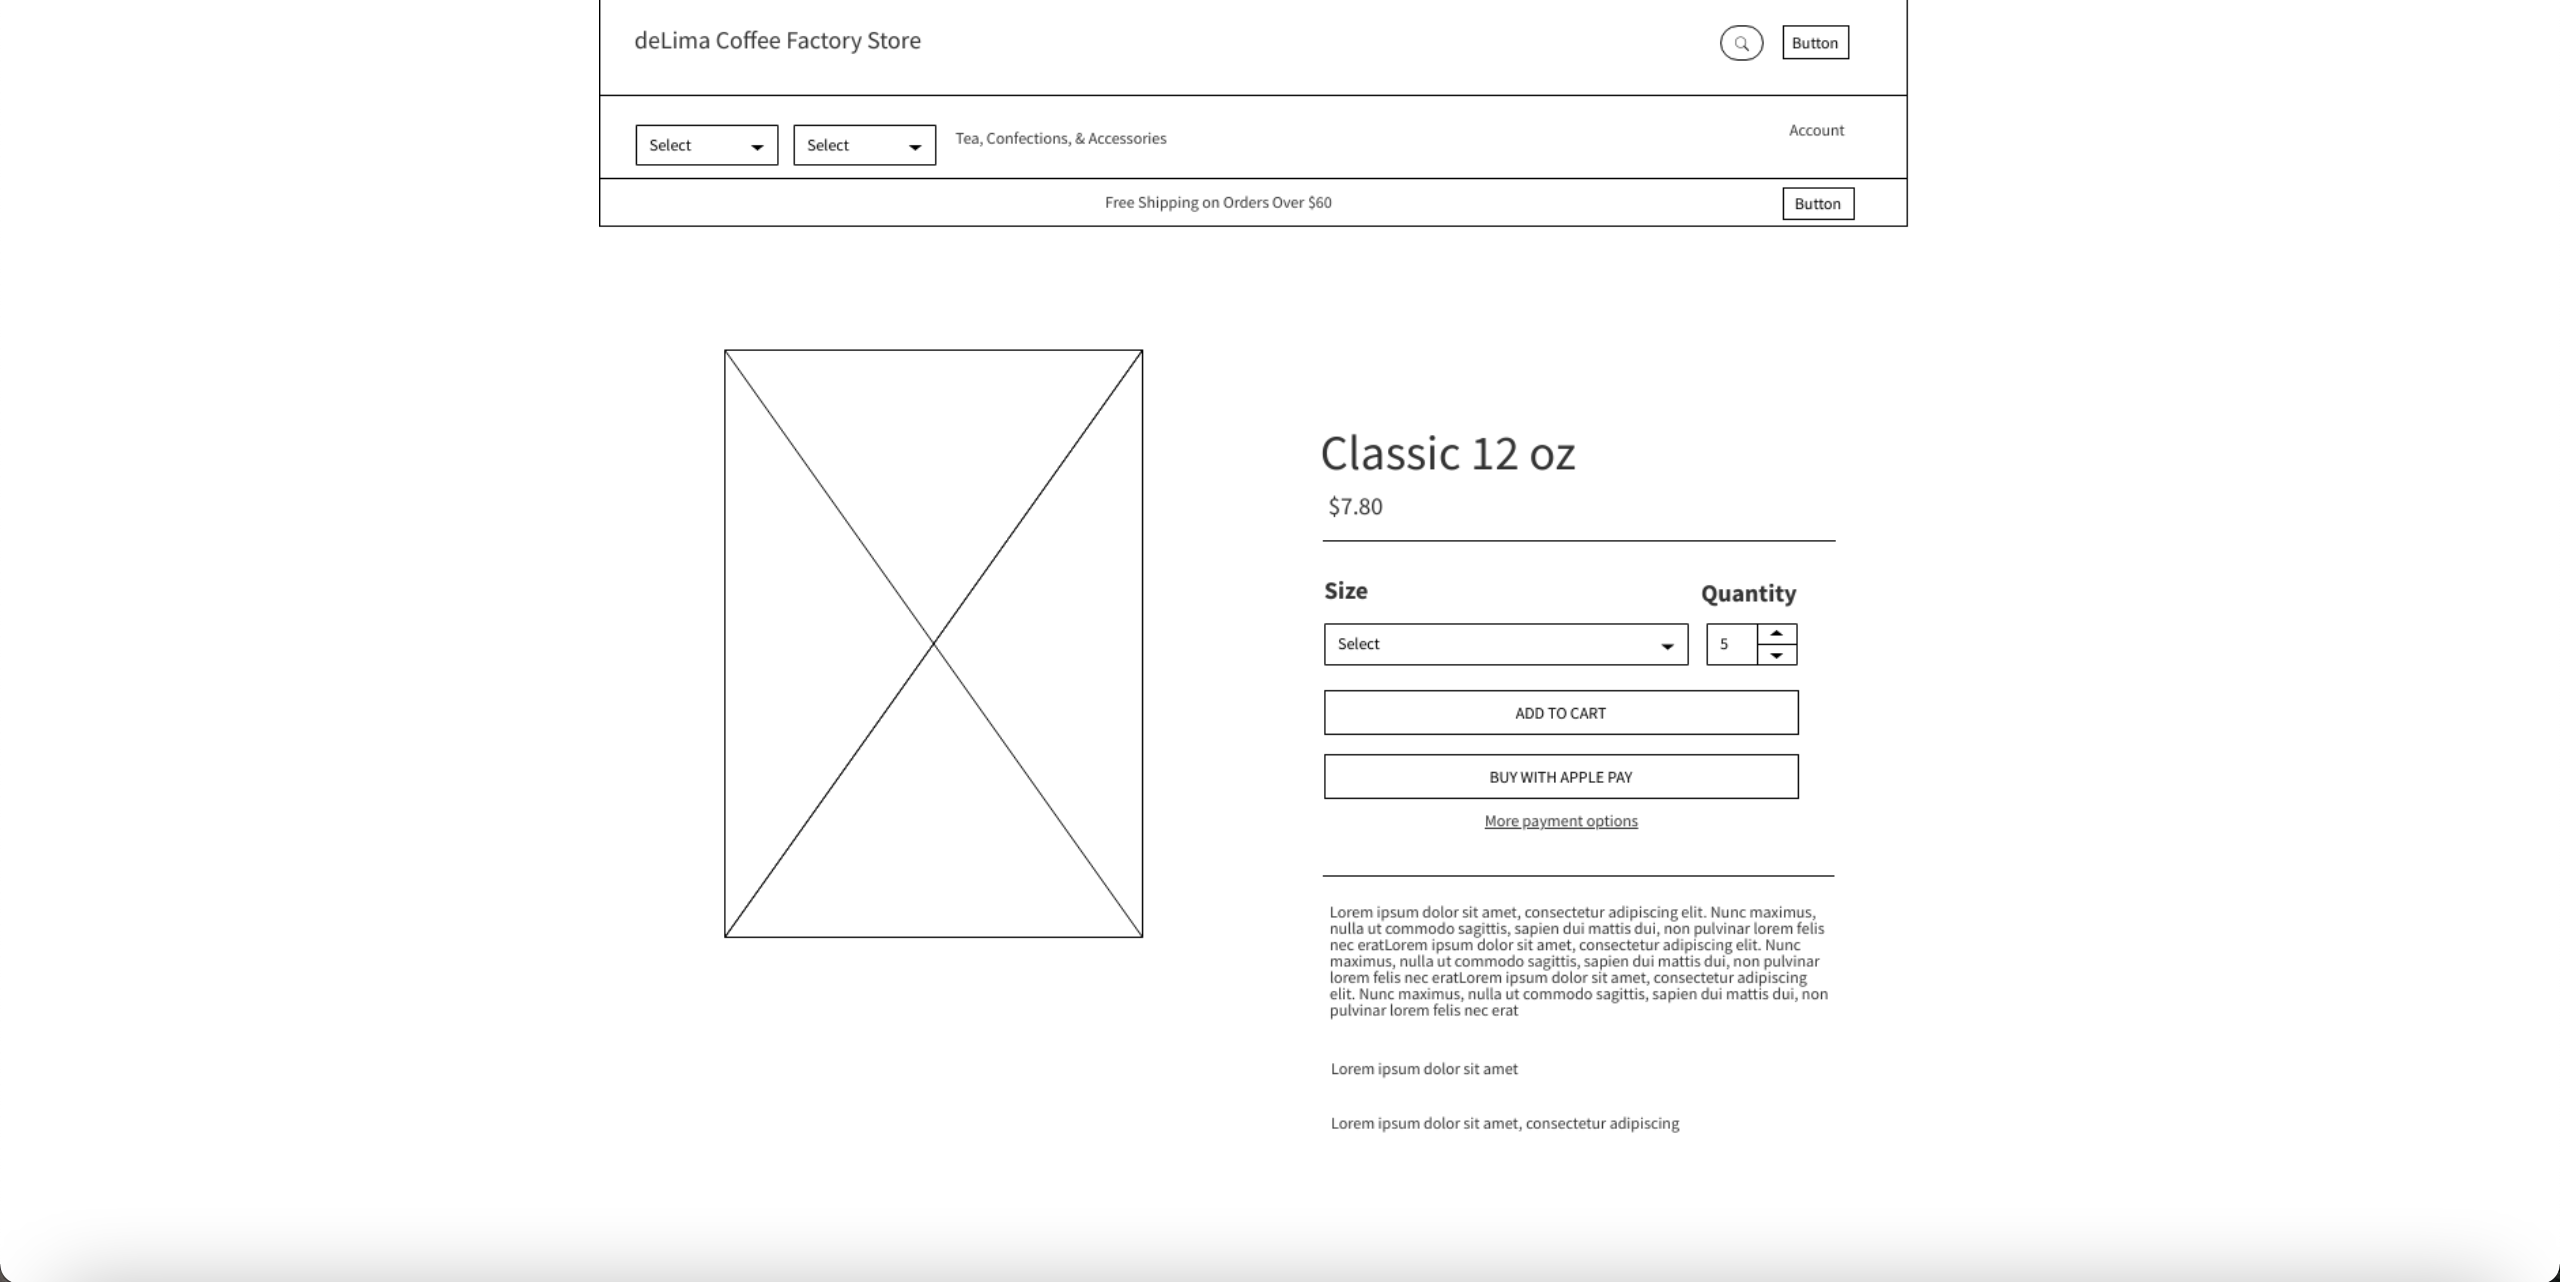 deLima Coffee Factory Store
Button
Select
Select
Tea, Confections, & Accessories
Account
Free Shipping on Orders Over $60
Button
Classic 12 oz
$7.80
Size
Quantity
Select
5
ADD TO CART
BUY WITH APPLE PAY
More payment options
Lorem ipsum dolor sit amet, consectetur adipiscing elit. Nunc maximus,
nulla ut commodo sagittis, sapien dui mattis dui, non pulvinar lorem felis
nec eratLorem ipsum dolor sit amet, consectetur adipiscing elit. Nunc
maximus, nulla ut commodo sagittis, sapien dui mattis dui, non pulvinar
lorem felis nec eratLorem ipsum dolor sit amet, consectetur adipiscing
elit. Nunc maximus, nulla ut commodo sagittis, sapien dui mattis dui, non
pulvinar lorem felis nec erat
Lorem ipsum dolor sit amet
Lorem ipsum dolor sit amet, consectetur adipiscing